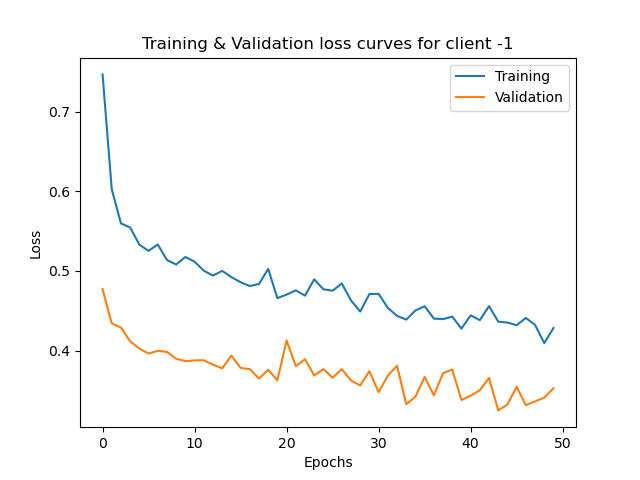 Training & Validation loss curves for client -1
Training
Validation
Loss
0.7
0.6
0.5
0.4
0
10
20
30
40
50
Epochs